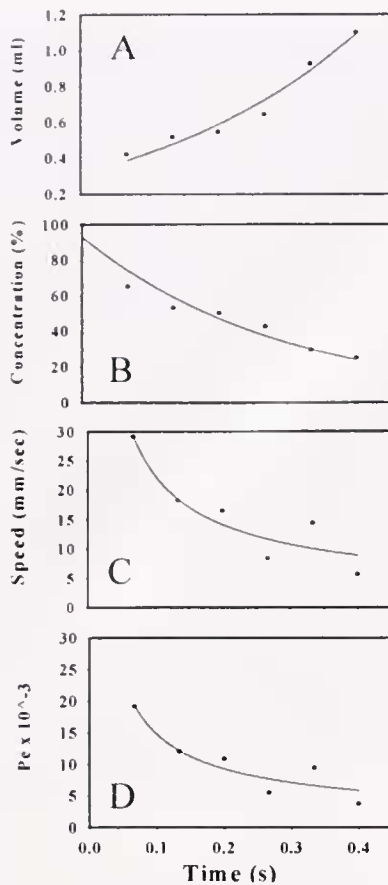 Volume (ml)
1.2
1.0
0.8
0.6
0.4
0.2
A
Concentration (%)
100
80
60
40
20
0
B
Speed (mm/sec)
30
25
20
15
10
5
0
C
Pe x 10^-3
30
25
20
15
10
5
0
D
0.0 0.1 0.2 0.3 0.4
Time (s)